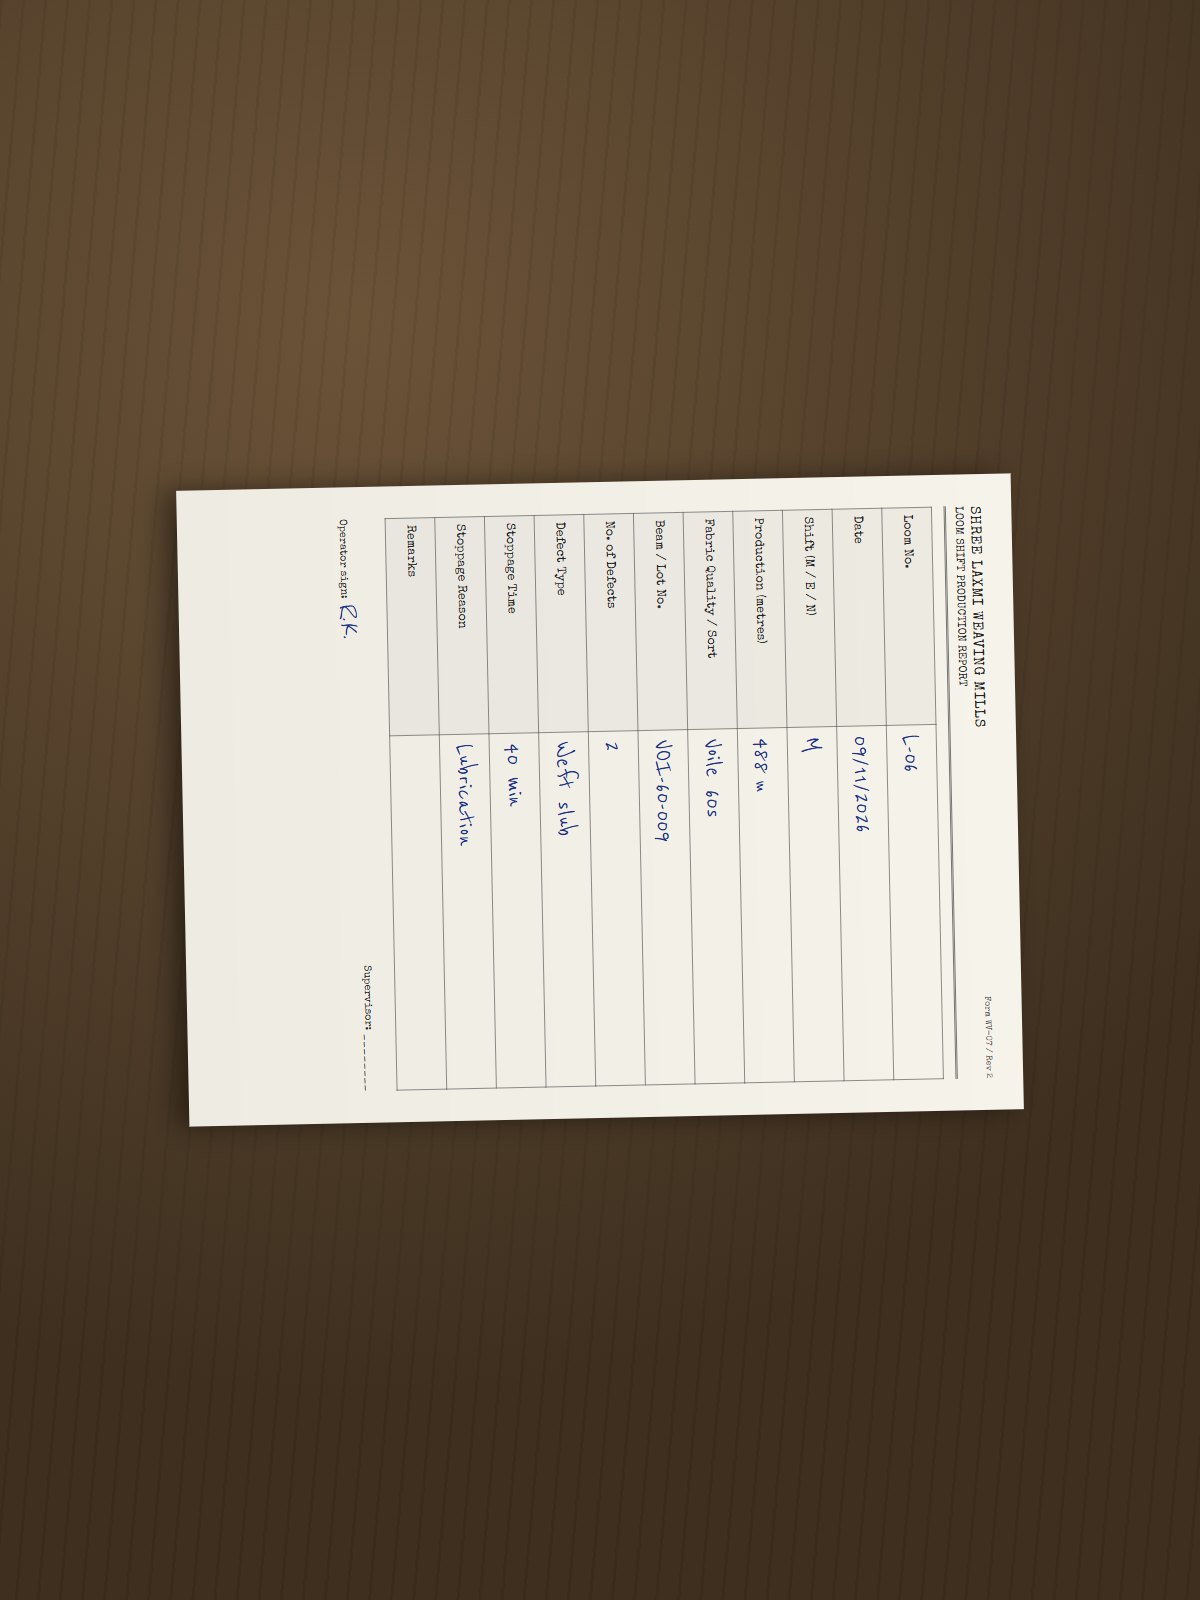 SHREE LAXMI WEAVING MILLS
LOOM SHIFT PRODUCTION REPORT
Form WV-07 / Rev 2
Loom No. L-06
Date 09/11/2026
Shift (M / E / N) M
Production (metres) 488 m
Fabric Quality / Sort Voile 60s
Beam / Lot No. VOI-60-009
No. of Defects 2
Defect Type Weft slub
Stoppage Time 40 min
Stoppage Reason Lubrication
Remarks
Operator sign: R.K.
Supervisor: ________